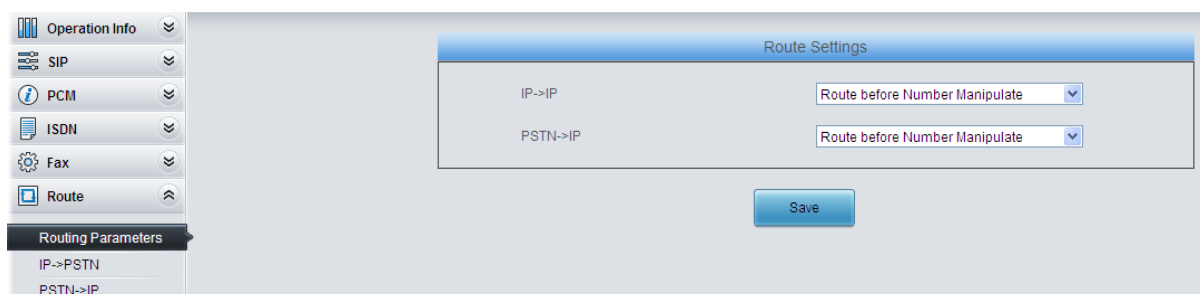 Operation Info
SIP
PCM
ISDN
Fax
Route
Routing Parameters
IP->PSTN
PSTN->IP
Route Settings
IP->IP Route before Number Manipulate
PSTN->IP Route before Number Manipulate
Save